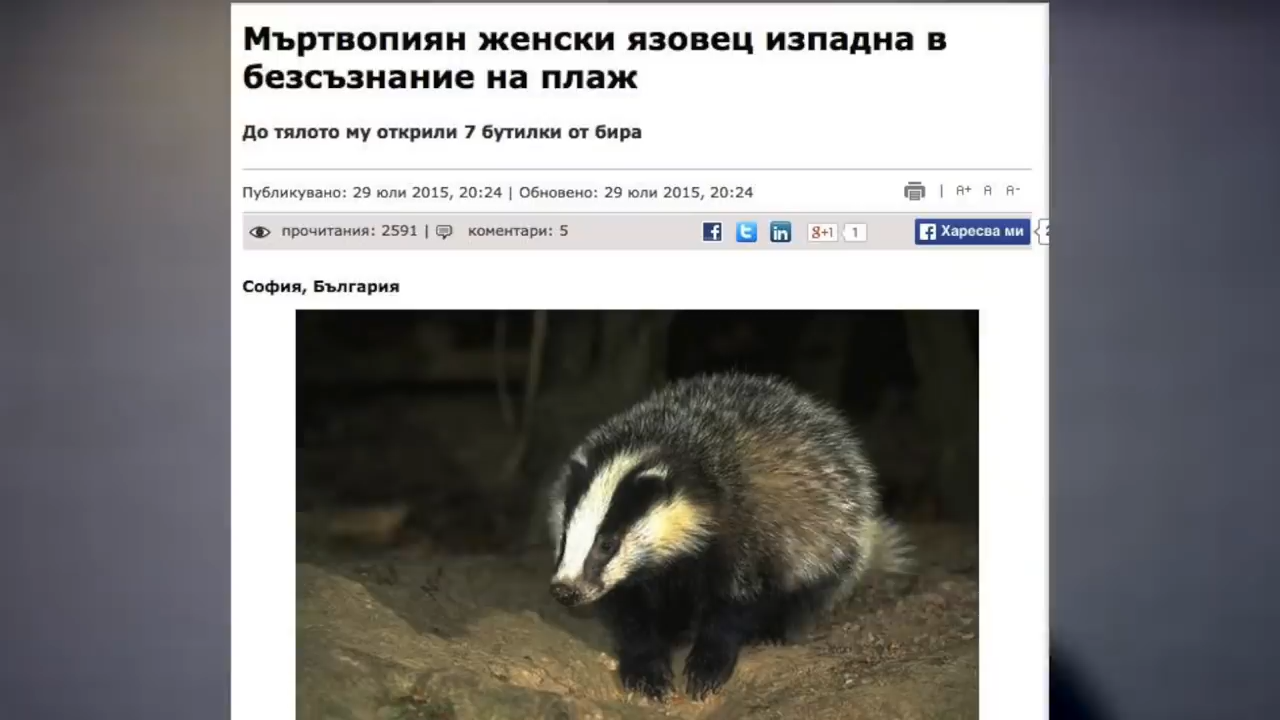 Мъртвопиян женски язовец изпадна в
безсъзнание на плаж
До тялото му открили 7 бутилки от бира
Публикувано: 29 юли 2015, 20:24 | Обновено: 29 юли 2015, 20:24
| A+ A A-
прочитания: 2591 | коментари: 5
g+1 1
Харесва ми
София, България